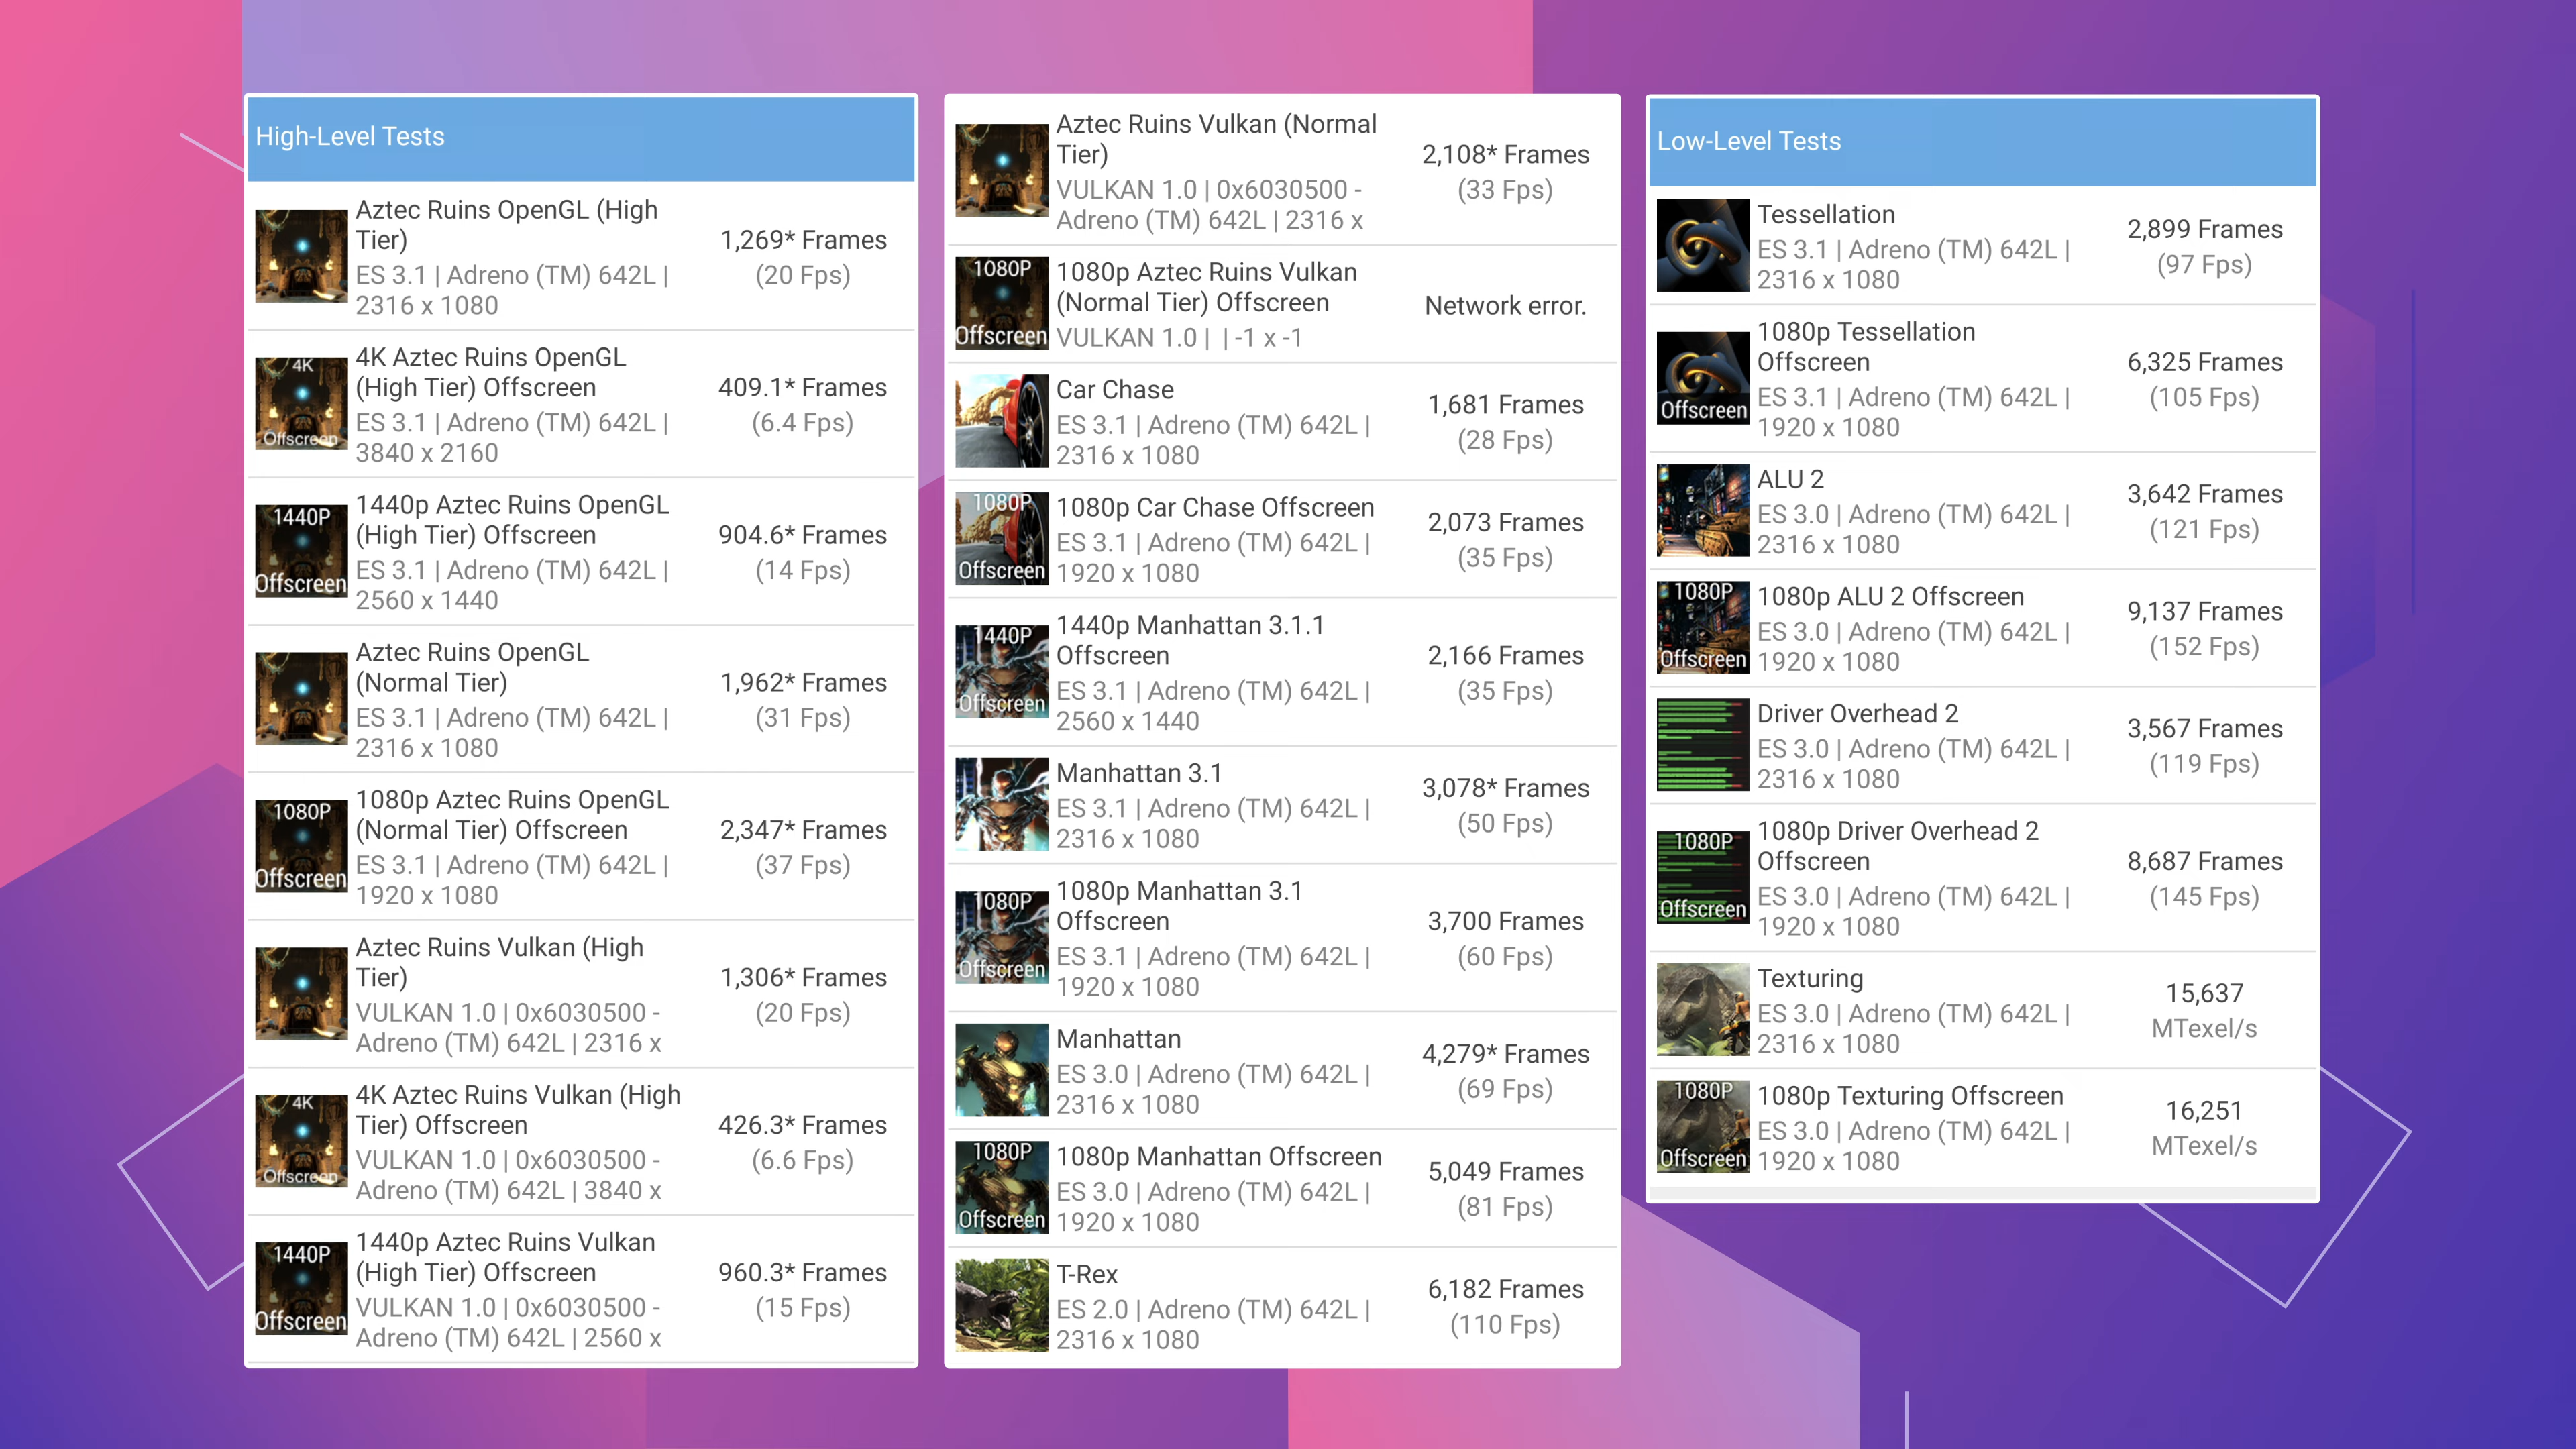 High-Level Tests
Aztec Ruins OpenGL (High
Tier)
ES 3.1 | Adreno (TM) 642L |
2316 x 1080
1,269* Frames
(20 Fps)
4K
Offscreen
4K Aztec Ruins OpenGL
(High Tier) Offscreen
ES 3.1 | Adreno (TM) 642L |
3840 x 2160
409.1* Frames
(6.4 Fps)
1440P
Offscreen
1440p Aztec Ruins OpenGL
(High Tier) Offscreen
ES 3.1 | Adreno (TM) 642L |
2560 x 1440
904.6* Frames
(14 Fps)
Aztec Ruins OpenGL
(Normal Tier)
ES 3.1 | Adreno (TM) 642L |
2316 x 1080
1,962* Frames
(31 Fps)
1080P
Offscreen
1080p Aztec Ruins OpenGL
(Normal Tier) Offscreen
ES 3.1 | Adreno (TM) 642L |
1920 x 1080
2,347* Frames
(37 Fps)
Aztec Ruins Vulkan (High
Tier)
VULKAN 1.0 | 0x6030500 -
Adreno (TM) 642L | 2316 x
1,306* Frames
(20 Fps)
4K
Offscreen
4K Aztec Ruins Vulkan (High
Tier) Offscreen
VULKAN 1.0 | 0x6030500 -
Adreno (TM) 642L | 3840 x
426.3* Frames
(6.6 Fps)
1440P
Offscreen
1440p Aztec Ruins Vulkan
(High Tier) Offscreen
VULKAN 1.0 | 0x6030500 -
Adreno (TM) 642L | 2560 x
960.3* Frames
(15 Fps)
Aztec Ruins Vulkan (Normal
Tier)
VULKAN 1.0 | 0x6030500 -
Adreno (TM) 642L | 2316 x
2,108* Frames
(33 Fps)
1080P
Offscreen
1080p Aztec Ruins Vulkan
(Normal Tier) Offscreen
VULKAN 1.0 | | -1 x -1
Network error.
Car Chase
ES 3.1 | Adreno (TM) 642L |
2316 x 1080
1,681 Frames
(28 Fps)
1080P
Offscreen
1080p Car Chase Offscreen
ES 3.1 | Adreno (TM) 642L |
1920 x 1080
2,073 Frames
(35 Fps)
1440P
Offscreen
1440p Manhattan 3.1.1
Offscreen
ES 3.1 | Adreno (TM) 642L |
2560 x 1440
2,166 Frames
(35 Fps)
Manhattan 3.1
ES 3.1 | Adreno (TM) 642L |
2316 x 1080
3,078* Frames
(50 Fps)
1080P
Offscreen
1080p Manhattan 3.1
Offscreen
ES 3.1 | Adreno (TM) 642L |
1920 x 1080
3,700 Frames
(60 Fps)
Manhattan
ES 3.0 | Adreno (TM) 642L |
2316 x 1080
4,279* Frames
(69 Fps)
1080P
Offscreen
1080p Manhattan Offscreen
ES 3.0 | Adreno (TM) 642L |
1920 x 1080
5,049 Frames
(81 Fps)
T-Rex
ES 2.0 | Adreno (TM) 642L |
2316 x 1080
6,182 Frames
(110 Fps)
Low-Level Tests
Tessellation
ES 3.1 | Adreno (TM) 642L |
2316 x 1080
2,899 Frames
(97 Fps)
Offscreen
1080p Tessellation
Offscreen
ES 3.1 | Adreno (TM) 642L |
1920 x 1080
6,325 Frames
(105 Fps)
ALU 2
ES 3.0 | Adreno (TM) 642L |
2316 x 1080
3,642 Frames
(121 Fps)
1080P
Offscreen
1080p ALU 2 Offscreen
ES 3.0 | Adreno (TM) 642L |
1920 x 1080
9,137 Frames
(152 Fps)
Driver Overhead 2
ES 3.0 | Adreno (TM) 642L |
2316 x 1080
3,567 Frames
(119 Fps)
1080P
Offscreen
1080p Driver Overhead 2
Offscreen
ES 3.0 | Adreno (TM) 642L |
1920 x 1080
8,687 Frames
(145 Fps)
Texturing
ES 3.0 | Adreno (TM) 642L |
2316 x 1080
15,637
MTexel/s
1080P
Offscreen
1080p Texturing Offscreen
ES 3.0 | Adreno (TM) 642L |
1920 x 1080
16,251
MTexel/s